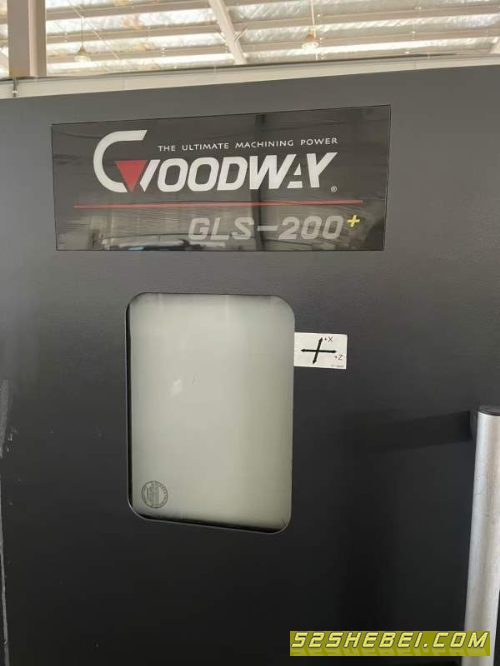 THE ULTIMATE MACHINING POWER
GOODWAY
®
GLS-200+
+X
+Z
52SHEBEI.COM